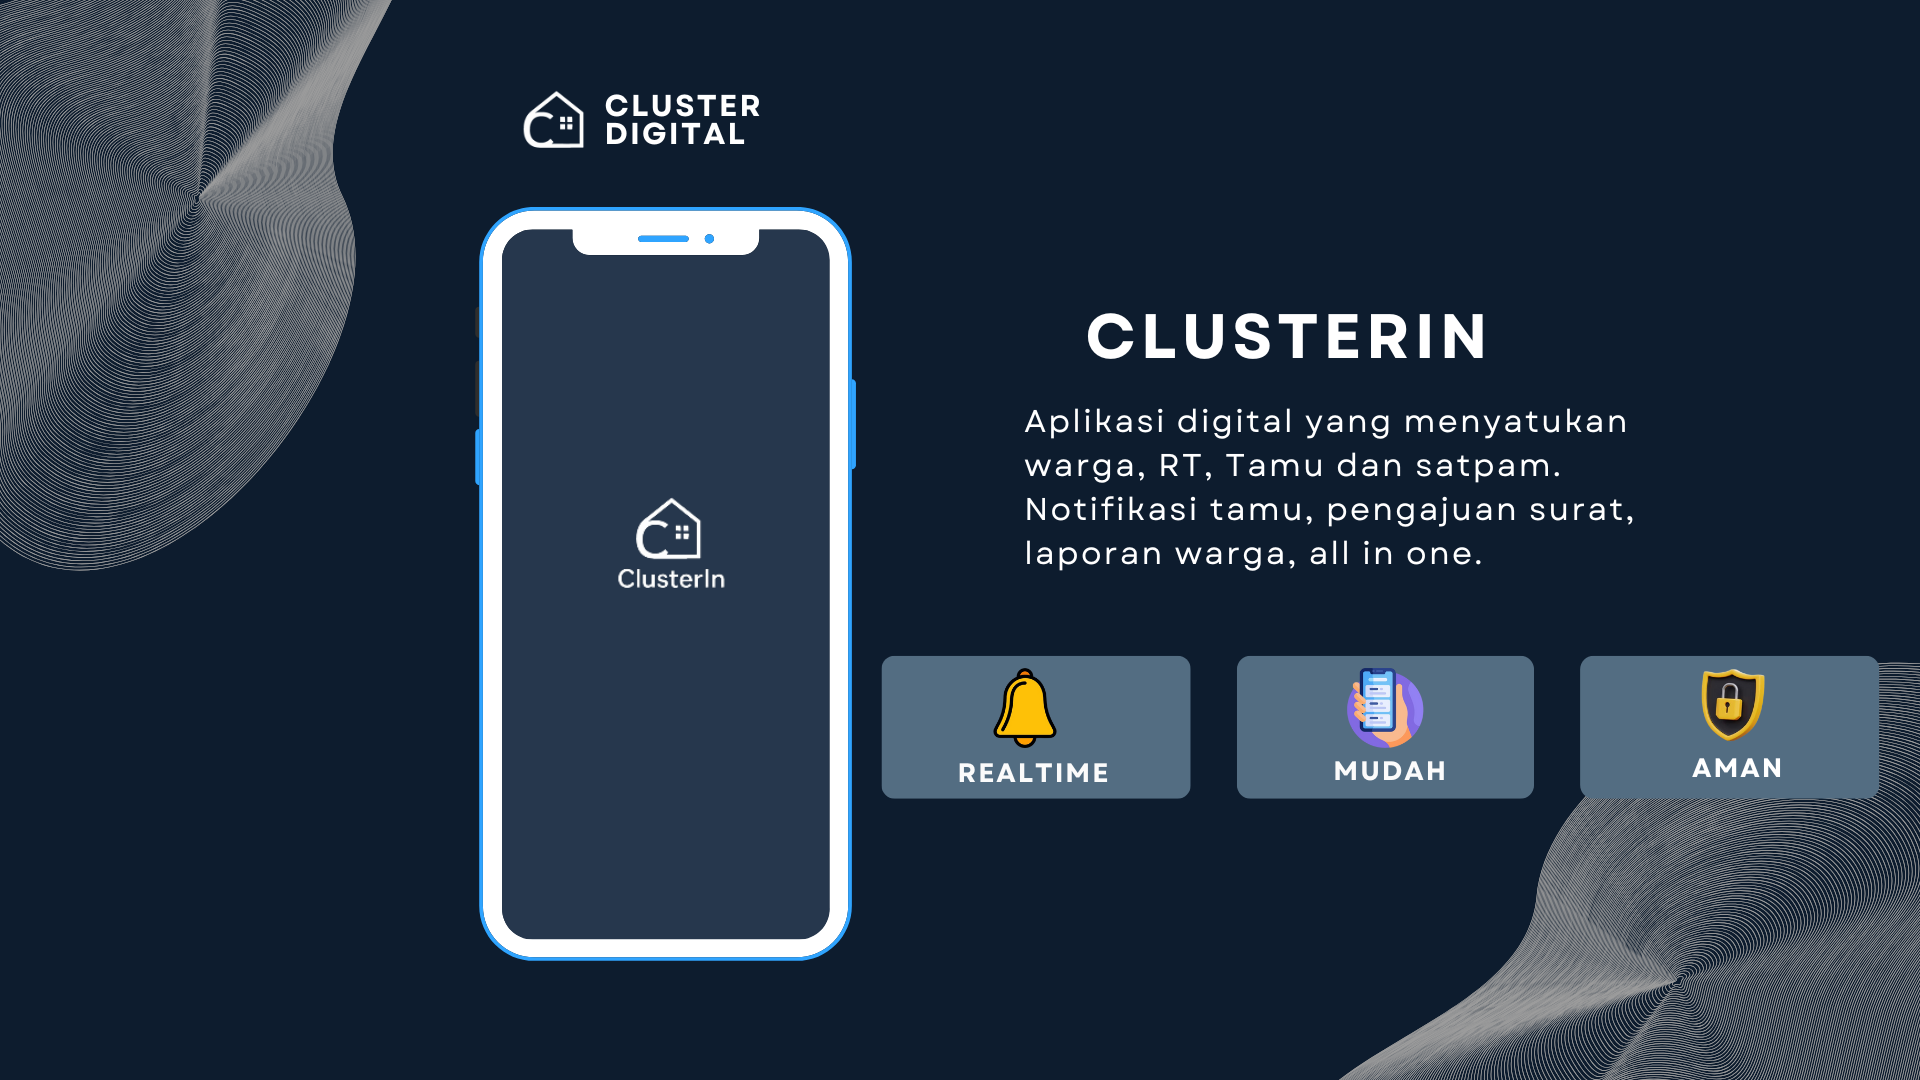 CLUSTER
DIGITAL
ClusterIn
CLUSTERIN
Aplikasi digital yang menyatukan
warga, RT, Tamu dan satpam.
Notifikasi tamu, pengajuan surat,
laporan warga, all in one.
REALTIME
MUDAH
AMAN